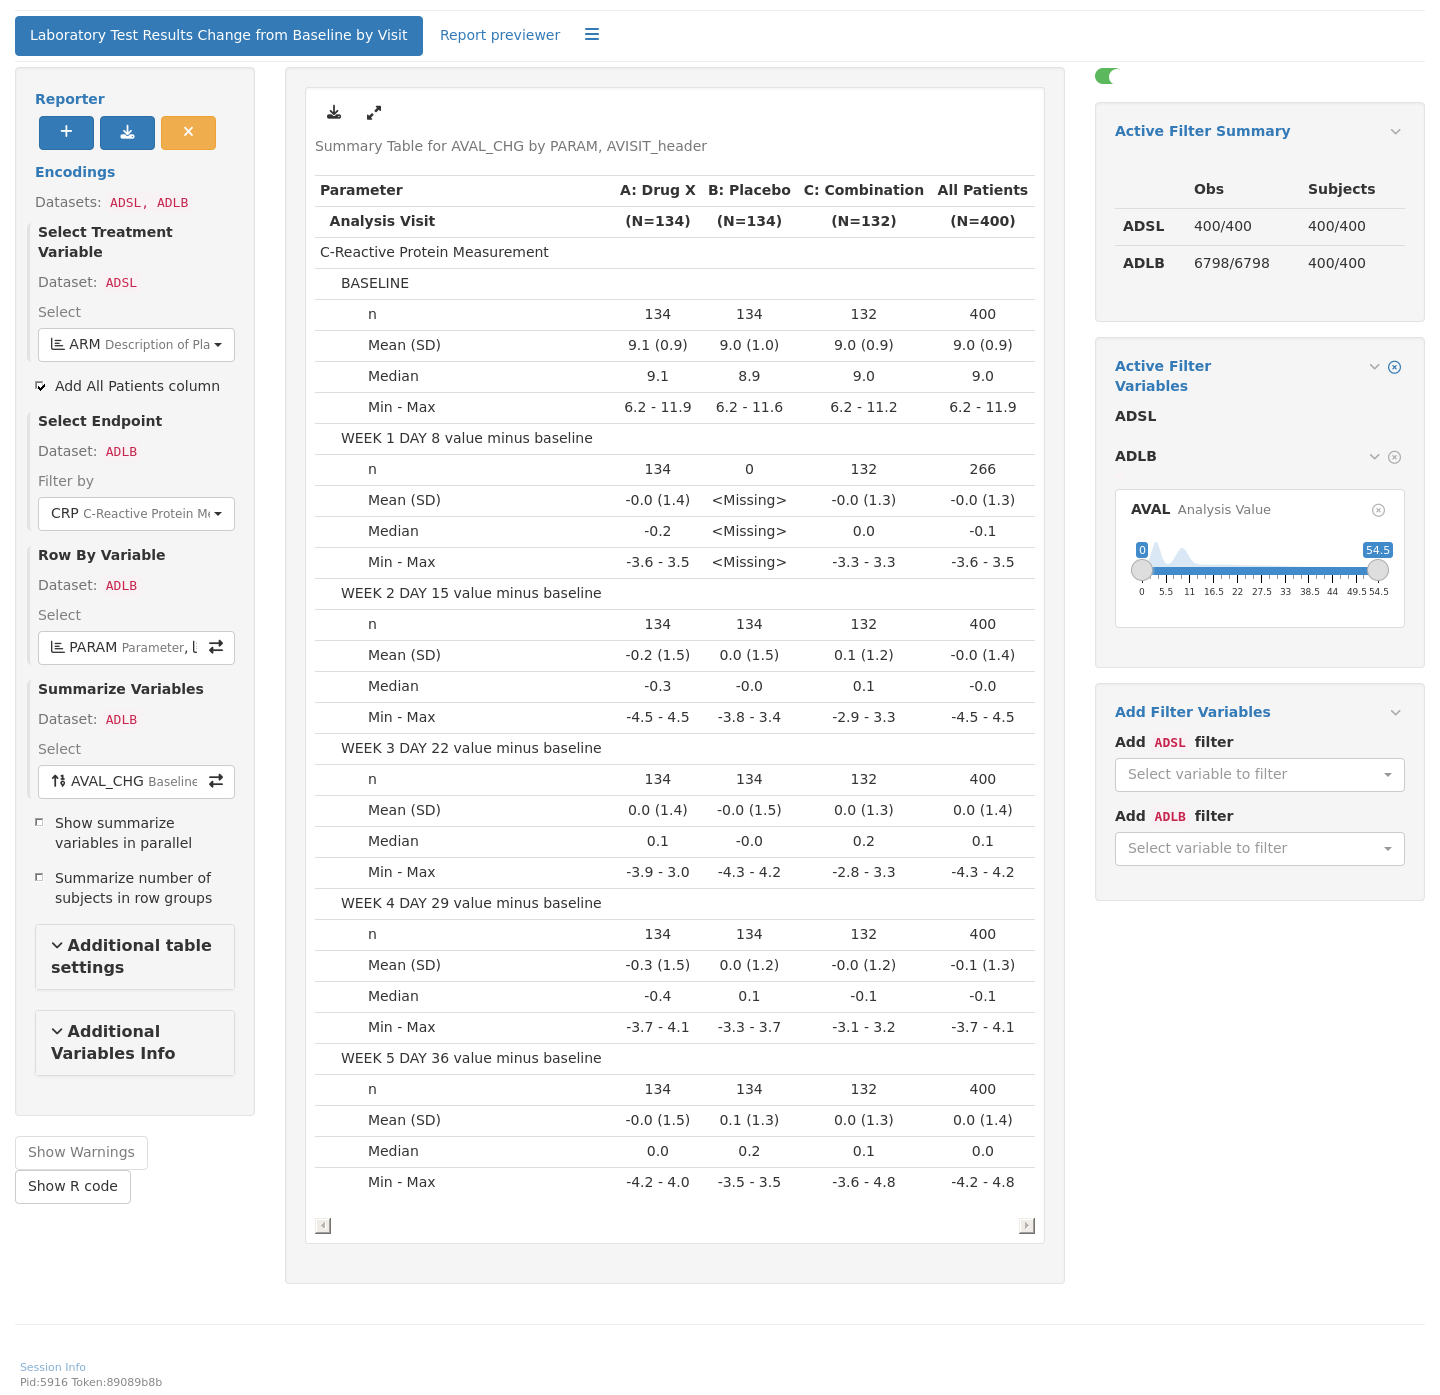 Laboratory Test Results Change from Baseline by Visit
Report previewer
Reporter
Encodings
Datasets: ADSL, ADLB
Select Treatment
Variable
Dataset: ADSL
Select
ARM Description of Pla
Add All Patients column
Select Endpoint
Dataset: ADLB
Filter by
CRP C-Reactive Protein Me
Row By Variable
Dataset: ADLB
Select
PARAM Parameter,
Summarize Variables
Dataset: ADLB
Select
AVAL_CHG Baseline
Show summarize
variables in parallel
Summarize number of
subjects in row groups
Additional table
settings
Additional
Variables Info
Show Warnings
Show R code
Summary Table for AVAL_CHG by PARAM, AVISIT_header
Parameter A: Drug X B: Placebo C: Combination All Patients
Analysis Visit (N=134) (N=134) (N=132) (N=400)
C-Reactive Protein Measurement
BASELINE
n 134 134 132 400
Mean (SD) 9.1 (0.9) 9.0 (1.0) 9.0 (0.9) 9.0 (0.9)
Median 9.1 8.9 9.0 9.0
Min - Max 6.2 - 11.9 6.2 - 11.6 6.2 - 11.2 6.2 - 11.9
WEEK 1 DAY 8 value minus baseline
n 134 0 132 266
Mean (SD) -0.0 (1.4) <Missing> -0.0 (1.3) -0.0 (1.3)
Median -0.2 <Missing> 0.0 -0.1
Min - Max -3.6 - 3.5 <Missing> -3.3 - 3.3 -3.6 - 3.5
WEEK 2 DAY 15 value minus baseline
n 134 134 132 400
Mean (SD) -0.2 (1.5) 0.0 (1.5) 0.1 (1.2) -0.0 (1.4)
Median -0.3 -0.0 0.1 -0.0
Min - Max -4.5 - 4.5 -3.8 - 3.4 -2.9 - 3.3 -4.5 - 4.5
WEEK 3 DAY 22 value minus baseline
n 134 134 132 400
Mean (SD) 0.0 (1.4) -0.0 (1.5) 0.0 (1.3) 0.0 (1.4)
Median 0.1 -0.0 0.2 0.1
Min - Max -3.9 - 3.0 -4.3 - 4.2 -2.8 - 3.3 -4.3 - 4.2
WEEK 4 DAY 29 value minus baseline
n 134 134 132 400
Mean (SD) -0.3 (1.5) 0.0 (1.2) -0.0 (1.2) -0.1 (1.3)
Median -0.4 0.1 -0.1 -0.1
Min - Max -3.7 - 4.1 -3.3 - 3.7 -3.1 - 3.2 -3.7 - 4.1
WEEK 5 DAY 36 value minus baseline
n 134 134 132 400
Mean (SD) -0.0 (1.5) 0.1 (1.3) 0.0 (1.3) 0.0 (1.4)
Median 0.0 0.2 0.1 0.0
Min - Max -4.2 - 4.0 -3.5 - 3.5 -3.6 - 4.8 -4.2 - 4.8
Active Filter Summary
Obs Subjects
ADSL 400/400 400/400
ADLB 6798/6798 400/400
Active Filter
Variables
ADSL
ADLB
AVAL Analysis Value
0 54.5
0 5.5 11 16.5 22 27.5 33 38.5 44 49.5 54.5
Add Filter Variables
Add ADSL filter
Select variable to filter
Add ADLB filter
Select variable to filter
Session Info
Pid:5916 Token:89089b8b